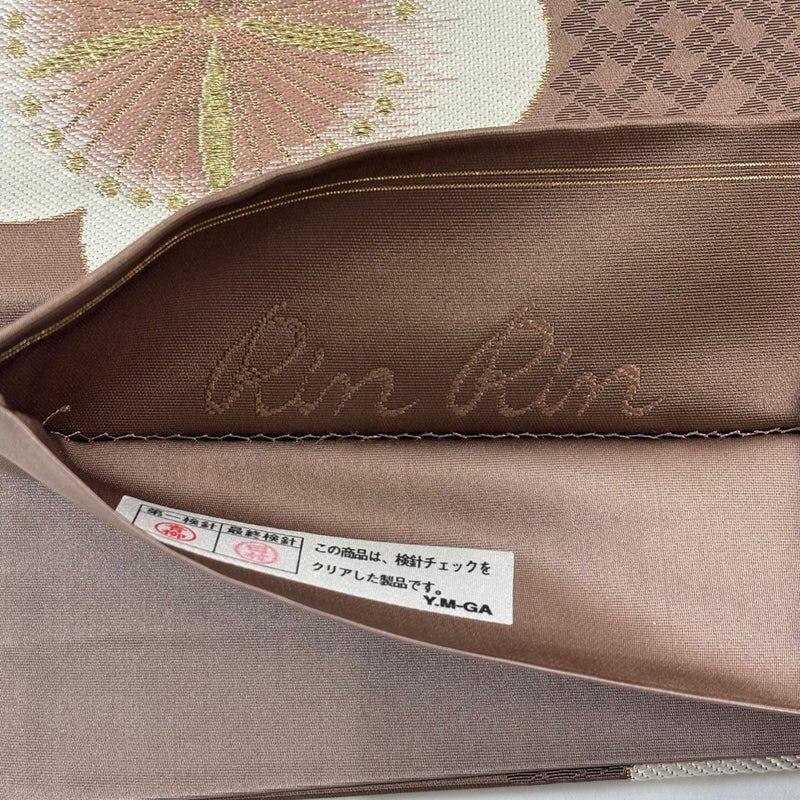 Rin Rin
第一検針
最終検針
この商品は、検針チェックを
クリアした製品です。
Y.M-GA